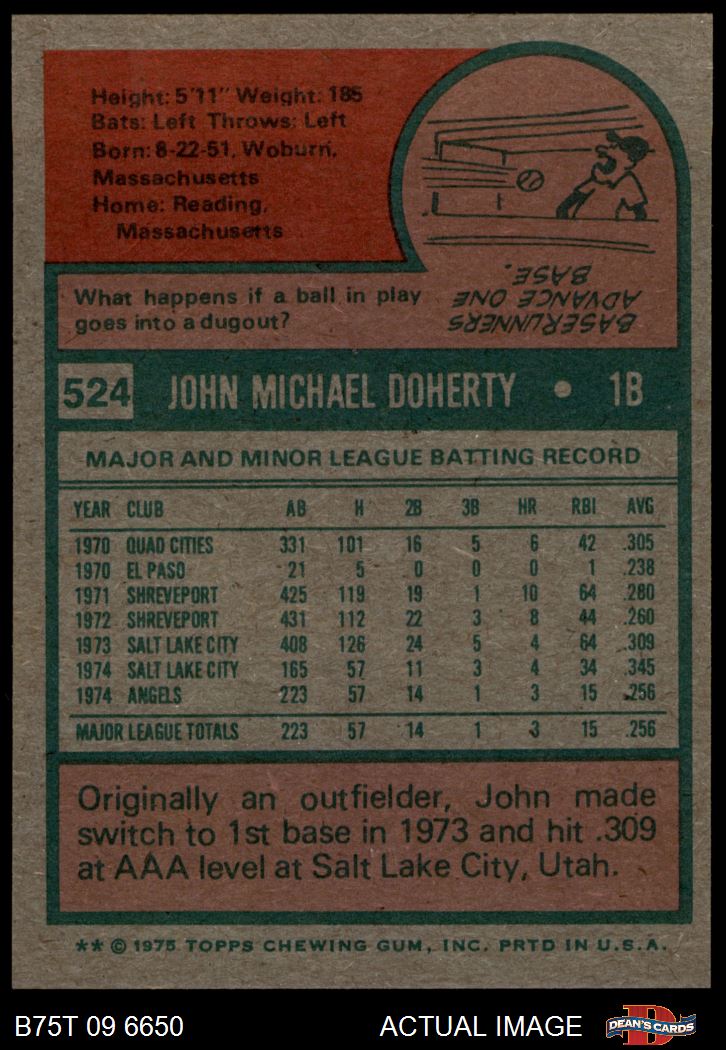 Height: 5'11" Weight: 185
Bats: Left Throws: Left
Born: 8-22-51, Woburn,
Massachusetts
Home: Reading,
Massachusetts
What happens if a ball in play
goes into a dugout?
BASERUNNERS
ADVANCE ONE
BASE.
524 JOHN MICHAEL DOHERTY • 1B
MAJOR AND MINOR LEAGUE BATTING RECORD
YEAR CLUB AB H 2B 3B HR RBI AVG
1970 QUAD CITIES 331 101 16 5 6 42 .305
1970 EL PASO 21 5 0 0 0 1 .238
1971 SHREVEPORT 425 119 19 1 10 64 .280
1972 SHREVEPORT 431 112 22 3 8 44 .260
1973 SALT LAKE CITY 408 126 24 5 4 64 .309
1974 SALT LAKE CITY 165 57 11 3 4 34 .345
1974 ANGELS 223 57 14 1 3 15 .256
MAJOR LEAGUE TOTALS 223 57 14 1 3 15 .256
Originally an outfielder, John made
switch to 1st base in 1973 and hit .309
at AAA level at Salt Lake City, Utah.
** © 1975 TOPPS CHEWING GUM, INC. PRTD IN U.S.A.
B75T 09 6650 ACTUAL IMAGE D DEAN'S CARDS